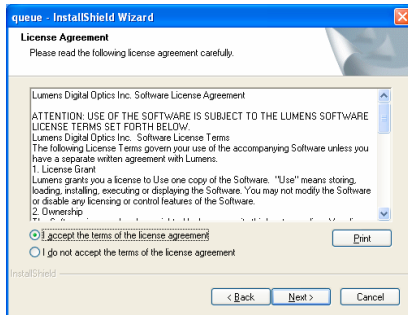 queue - InstallShield Wizard
License Agreement
Please read the following license agreement carefully.
Lumens Digital Optics Inc. Software License Agreement
ATTENTION: USE OF THE SOFTWARE IS SUBJECT TO THE LUMENS SOFTWARE
LICENSE TERMS SET FORTH BELOW.
Lumens Digital Optics Inc.  Software License Terms
The following License Terms govern your use of the accompanying Software unless you
have a separate written agreement with Lumens.
1. License Grant
Lumens grants you a license to Use one copy of the Software.  "Use" means storing,
loading, installing, executing or displaying the Software. You may not modify the Software
or disable any licensing or control features of the Software.
2. Ownership
I accept the terms of the license agreement
Print
I do not accept the terms of the license agreement
InstallShield
< Back
Next >
Cancel